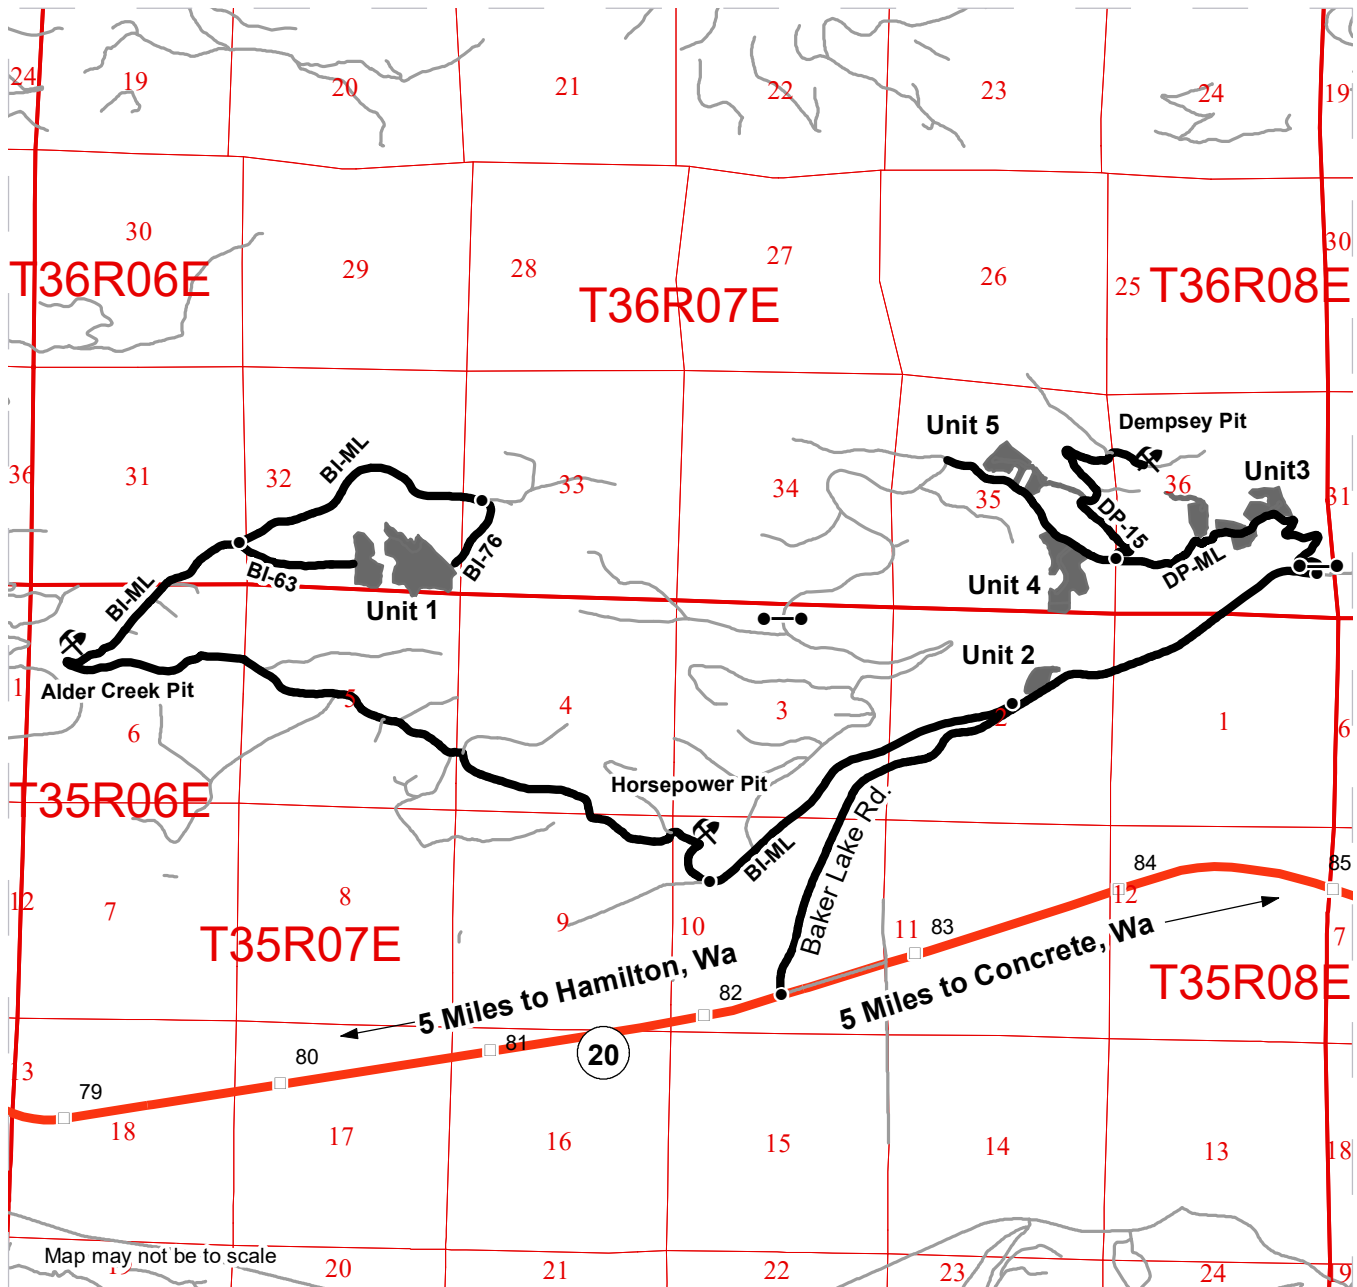 24
19
20
21
22
23
24
19
30
29
28
27
26
25
30
T36R06E
T36R07E
T36R08E
Unit 5
Dempsey Pit
BI-ML
Unit3
36
31
32
33
34
35
36
31
DP-15
BI-76
DP-ML
BI-63
BI-ML
Unit 4
Unit 1
Unit 2
Alder Creek Pit
1
6
5
4
3
2
1
6
Horsepower Pit
T35R06E
BI-ML
Baker Lake Rd.
84
85
12
7
8
9
10
11
83
12
7
T35R07E
5 Miles to Hamilton, Wa
5 Miles to Concrete, Wa
T35R08E
82
81
80
79
20
13
18
17
16
15
14
13
18
Map may not be to scale
19
20
21
22
23
24
19